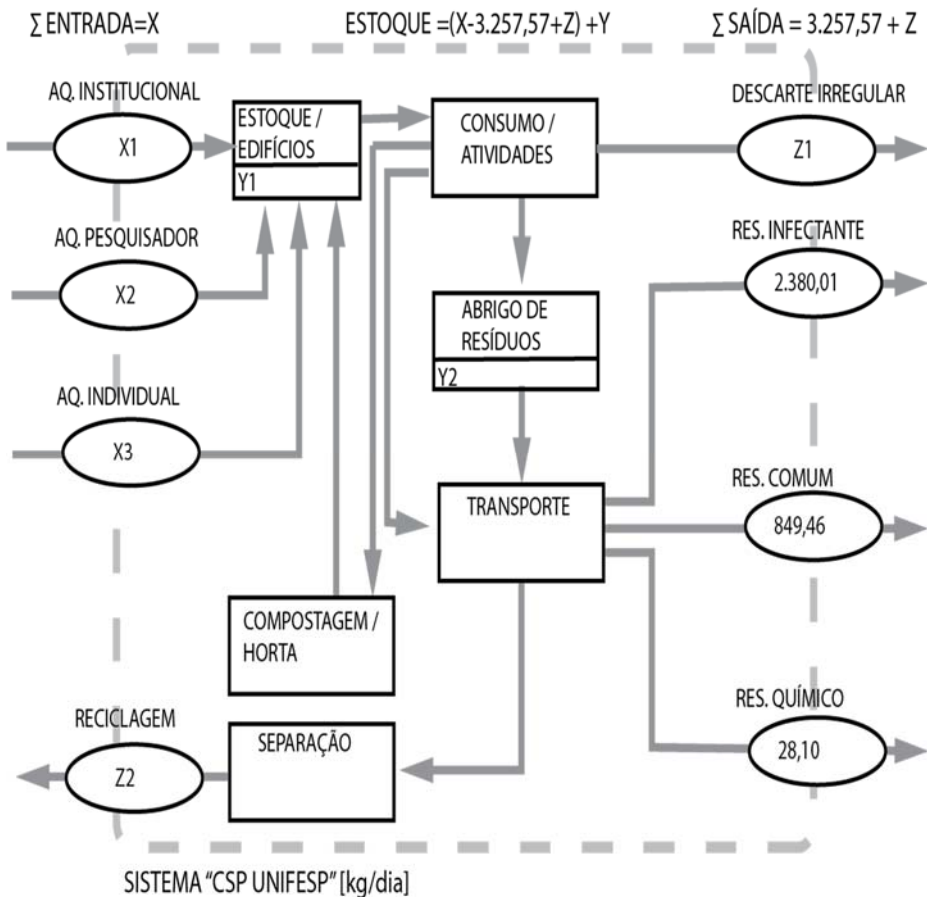 ∑ ENTRADA=X
ESTOQUE =(X-3.257,57+Z) +Y
∑ SAÍDA = 3.257,57 + Z
AQ. INSTITUCIONAL
X1
ESTOQUE /
EDIFÍCIOS
Y1
CONSUMO /
ATIVIDADES
DESCARTE IRREGULAR
Z1
AQ. PESQUISADOR
X2
RES. INFECTANTE
2.380,01
ABRIGO DE
RESÍDUOS
Y2
AQ. INDIVIDUAL
X3
TRANSPORTE
RES. COMUM
849,46
COMPOSTAGEM /
HORTA
RES. QUÍMICO
28,10
RECICLAGEM
Z2
SEPARAÇÃO
SISTEMA “CSP UNIFESP” [kg/dia]